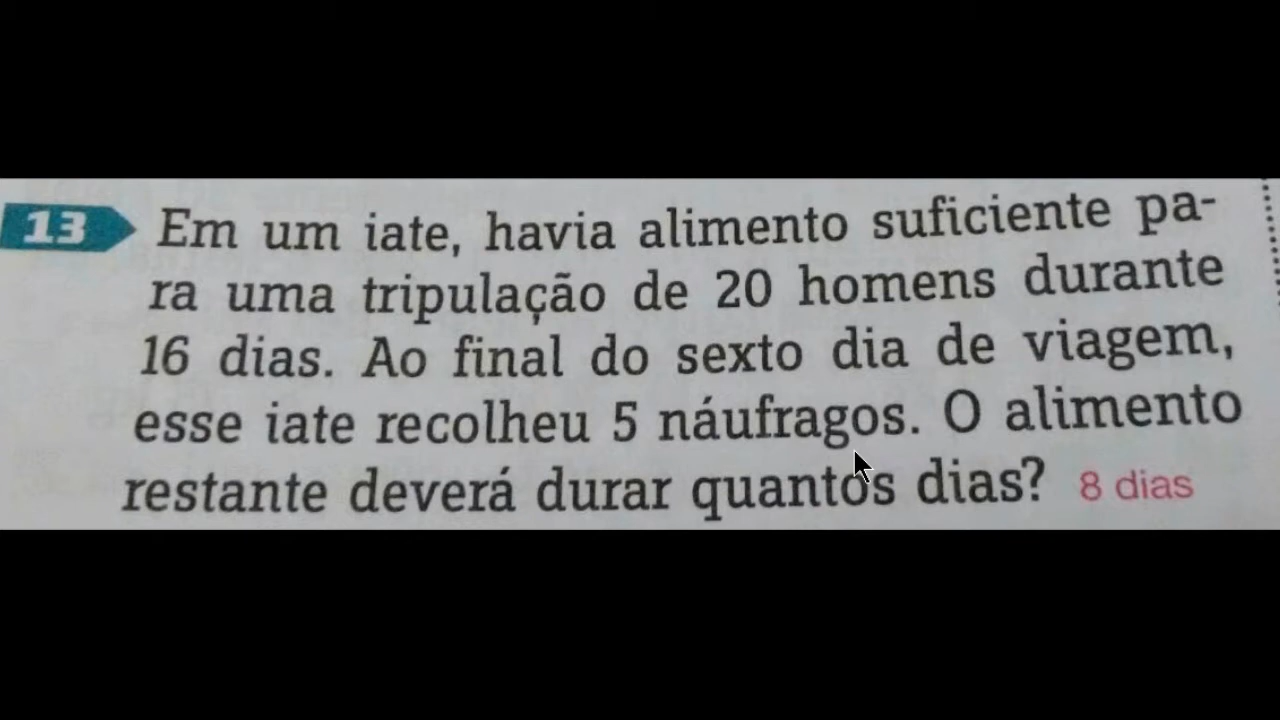 13 Em um iate, havia alimento suficiente pa-
ra uma tripulação de 20 homens durante
16 dias. Ao final do sexto dia de viagem,
esse iate recolheu 5 náufragos. O alimento
restante deverá durar quantos dias? 8 dias